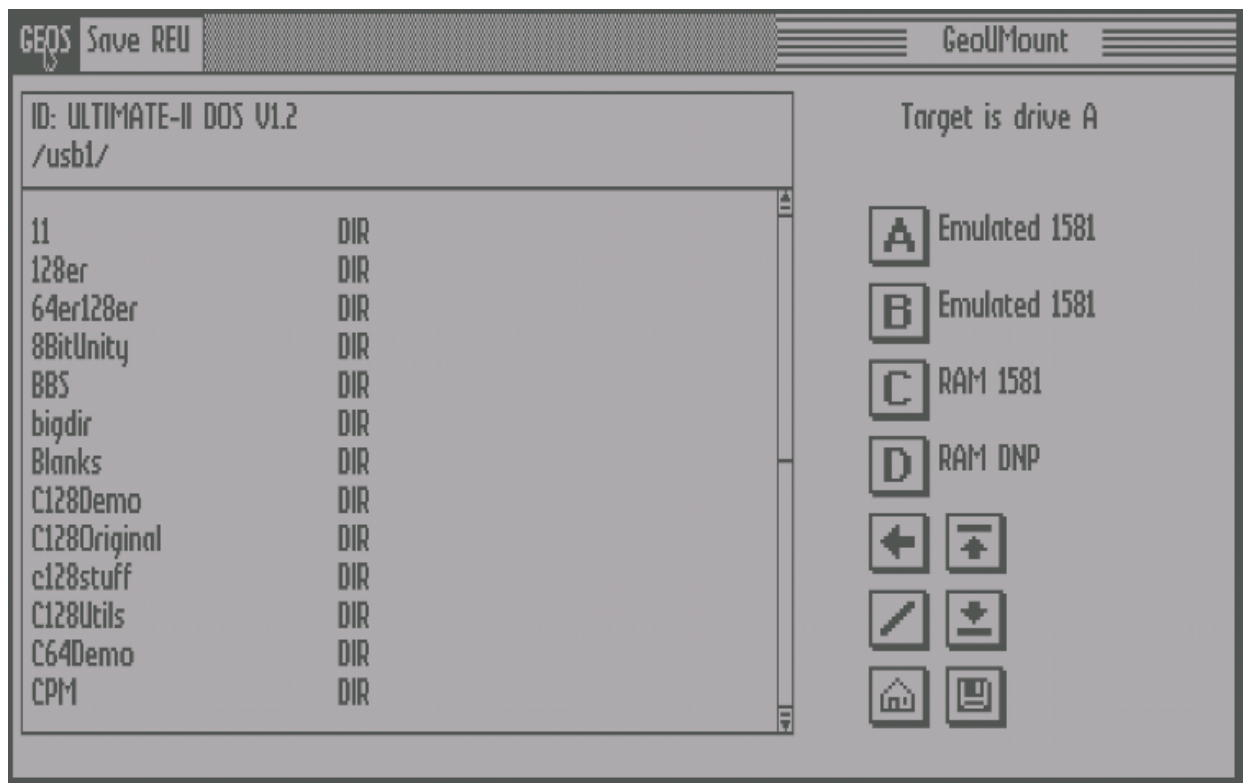 GEOS Save REU GeoUMount
ID: ULTIMATE-II DOS V1.2
/usb1/
11 DIR
128er DIR
64er128er DIR
8BitUnity DIR
BBS DIR
bigdir DIR
Blanks DIR
C128Demo DIR
C128Original DIR
c128stuff DIR
C128Utils DIR
C64Demo DIR
CPM DIR
Target is drive A
A Emulated 1581
B Emulated 1581
C RAM 1581
D RAM DNP